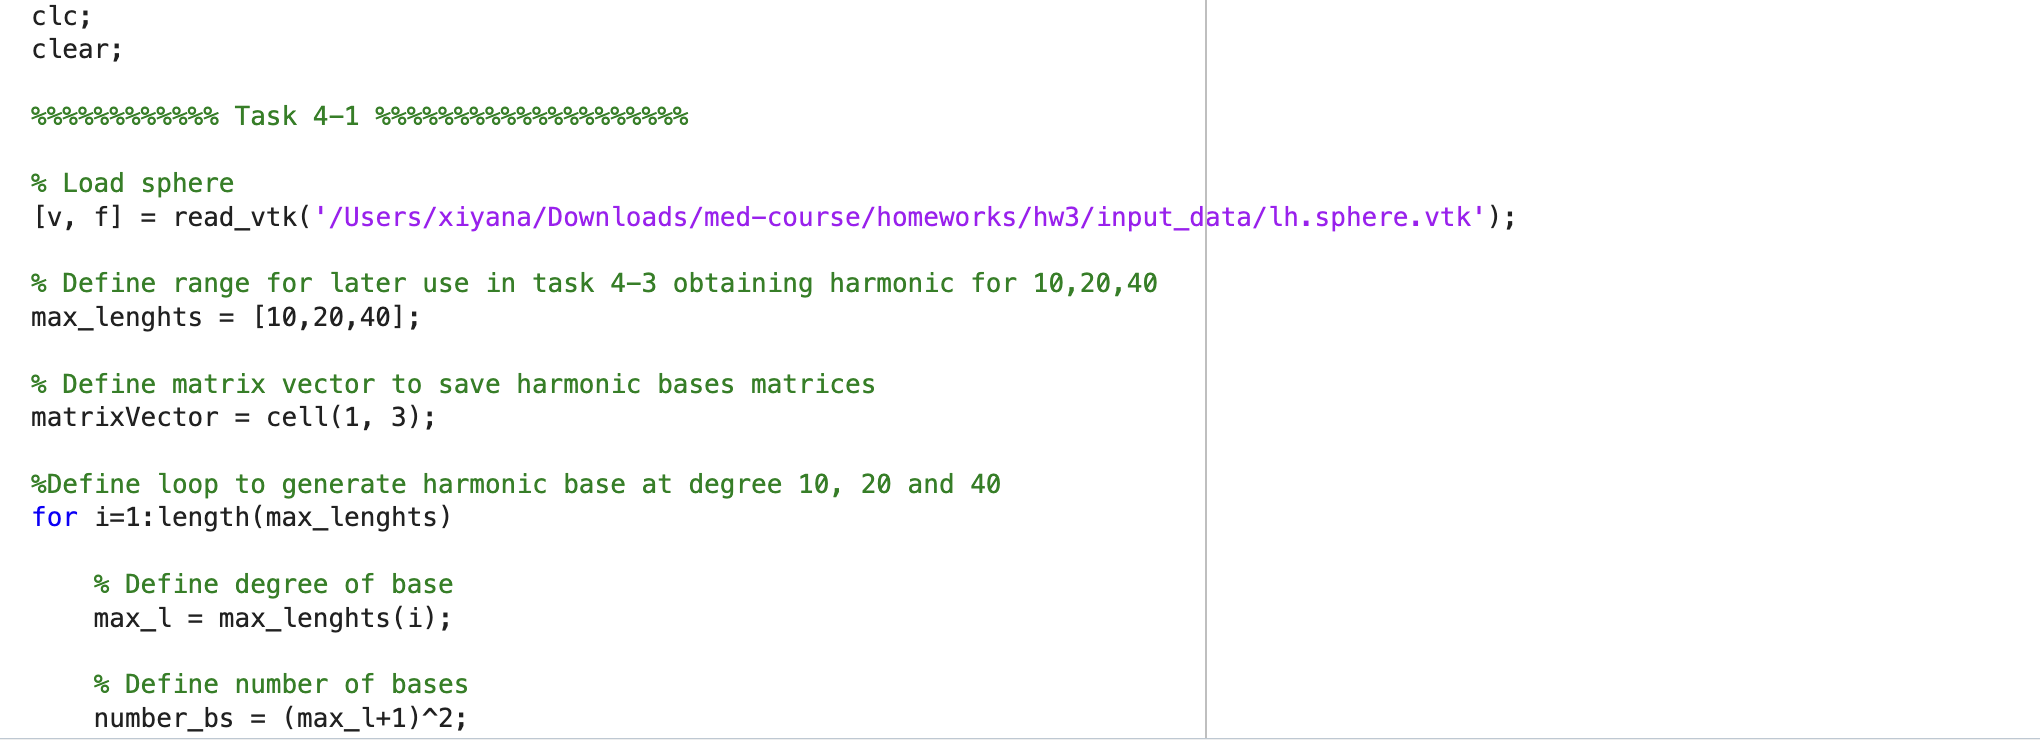 clc;
clear;
%%%%%%%%%%%% Task 4-1 %%%%%%%%%%%%%%%%%%%%
% Load sphere
[v, f] = read_vtk('/Users/xiyana/Downloads/med-course/homeworks/hw3/input_data/lh.sphere.vtk');
% Define range for later use in task 4-3 obtaining harmonic for 10,20,40
max_lenghts = [10,20,40];
% Define matrix vector to save harmonic bases matrices
matrixVector = cell(1, 3);
%Define loop to generate harmonic base at degree 10, 20 and 40
for i=1:length(max_lenghts)
% Define degree of base
max_l = max_lenghts(i);
% Define number of bases
number_bs = (max_l+1)^2;